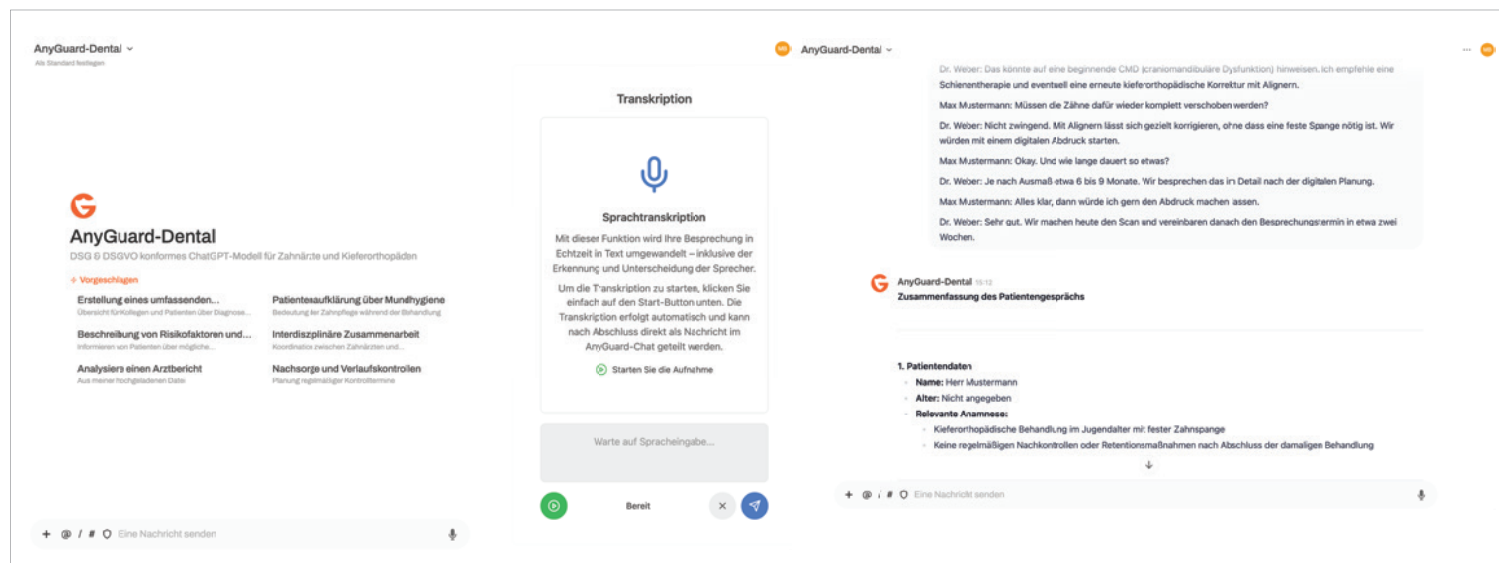 AnyGuard-Dental
Als Standard festlegen
AnyGuard-Dental
DSG & DSGVO konformes ChatGPT-Modell für Zahnärzte und Kieferorthopäden
Vorgeschlagen
Erstellung eines umfassenden...
Übersicht für Kollegen und Patienten über Diagnose...
Patientenaufklärung über Mundhygiene
Bedeutung der Zahnpflege während der Behandlung
Beschreibung von Risikofaktoren und...
Informieren von Patienten über mögliche...
Interdisziplinäre Zusammenarbeit
Koordination zwischen Zahnärzten und...
Analysiere einen Arztbericht
Aus meiner hochgeladenen Datei
Nachsorge und Verlaufskontrollen
Planung regelmäßiger Kontrolltermine
+ @ / # Eine Nachricht senden
Transkription
Sprachtranskription
Mit dieser Funktion wird Ihre Besprechung in
Echtzeit in Text umgewandelt – inklusive der
Erkennung und Unterscheidung der Sprecher.
Um die Transkription zu starten, klicken Sie
einfach auf den Start-Button unten. Die
Transkription erfolgt automatisch und kann
nach Abschluss direkt als Nachricht im
AnyGuard-Chat geteilt werden.
Starten Sie die Aufnahme
Warte auf Spracheingabe...
Bereit
AnyGuard-Dental
Dr. Weber: Das könnte auf eine beginnende CMD (craniomandibuläre Dysfunktion) hinweisen. Ich empfehle eine
Schienentherapie und eventuell eine erneute kieferorthopädische Korrektur mit Alignern.
Max Mustermann: Müssen die Zähne dafür wieder komplett verschoben werden?
Dr. Weber: Nicht zwingend. Mit Alignern lässt sich gezielt korrigieren, ohne dass eine feste Spange nötig ist. Wir
würden mit einem digitalen Abdruck starten.
Max Mustermann: Okay. Und wie lange dauert so etwas?
Dr. Weber: Je nach Ausmaß etwa 6 bis 9 Monate. Wir besprechen das im Detail nach der digitalen Planung.
Max Mustermann: Alles klar, dann würde ich gern den Abdruck machen lassen.
Dr. Weber: Sehr gut. Wir machen heute den Scan und vereinbaren danach den Besprechungstermin in etwa zwei
Wochen.
AnyGuard-Dental 15:12
Zusammenfassung des Patientengesprächs
1. Patientendaten
Name: Herr Mustermann
Alter: Nicht angegeben
Relevante Anamnese:
Kieferorthopädische Behandlung im Jugendalter mit fester Zahnspange
Keine regelmäßigen Nachkontrollen oder Retentionsmaßnahmen nach Abschluss der damaligen Behandlung
+ @ / # Eine Nachricht senden